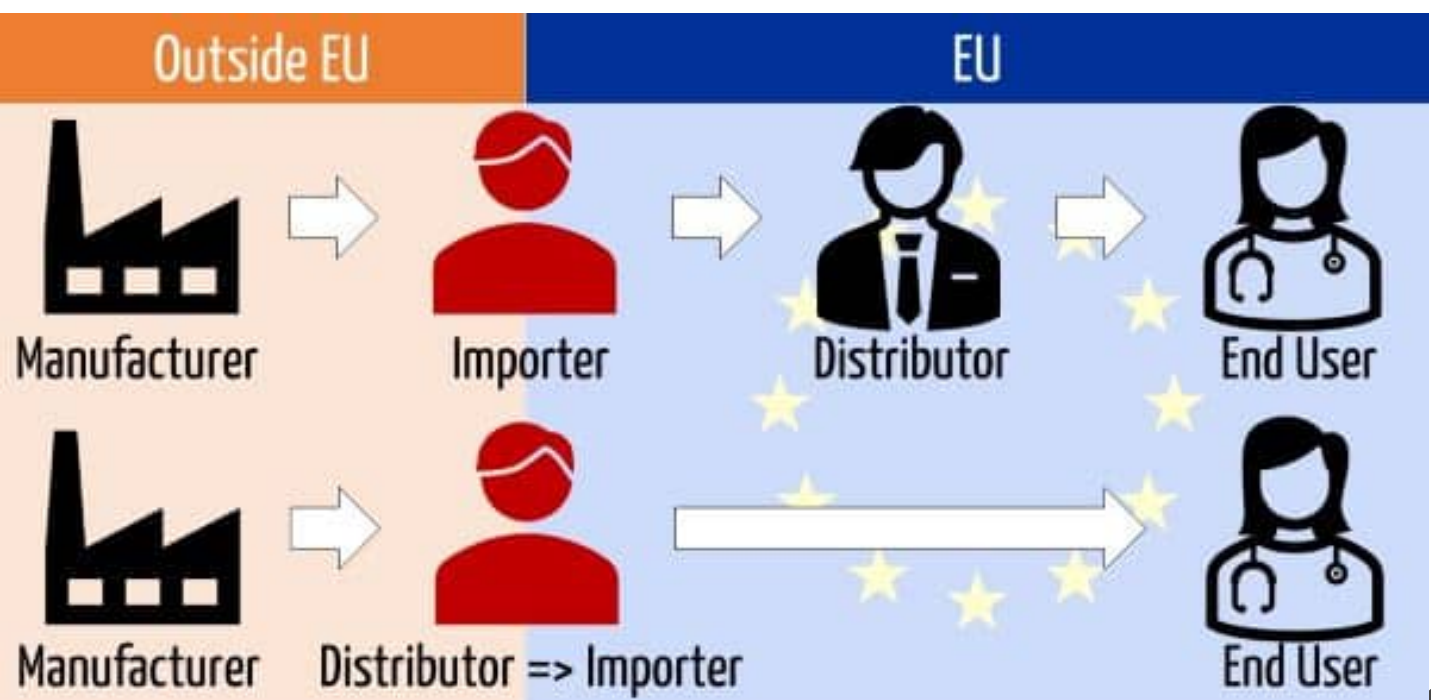 Outside EU
EU
Manufacturer
Importer
Distributor
End User
Manufacturer
Distributor => Importer
End User